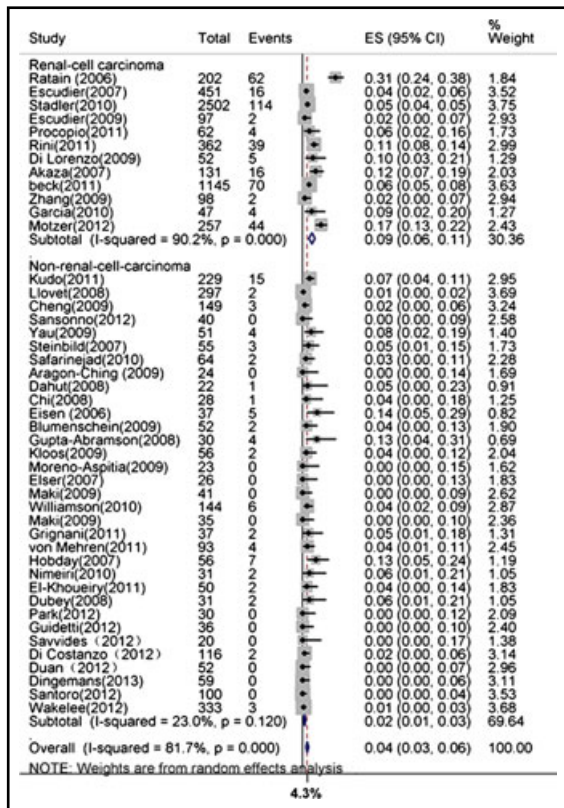 Study Total Events ES (95% CI) % Weight
Renal-cell carcinoma
Ratain (2006) 202 62 0.31 (0.24, 0.38) 1.84
Escudier(2007) 451 16 0.04 (0.02, 0.06) 3.52
Stadler(2010) 2502 114 0.05 (0.04, 0.05) 3.75
Escudier(2009) 97 2 0.02 (0.00, 0.07) 2.93
Procopio(2011) 62 4 0.06 (0.02, 0.16) 1.73
Rini(2011) 362 39 0.11 (0.08, 0.14) 2.99
Di Lorenzo(2009) 52 5 0.10 (0.03, 0.21) 1.29
Akaza(2007) 131 16 0.12 (0.07, 0.19) 2.03
beck(2011) 1145 70 0.06 (0.05, 0.08) 3.63
Zhang(2009) 98 2 0.02 (0.00, 0.07) 2.94
Garcia(2010) 47 4 0.09 (0.02, 0.20) 1.27
Motzer(2012) 257 44 0.17 (0.13, 0.22) 2.43
Subtotal (I-squared = 90.2%, p = 0.000) 0.09 (0.06, 0.11) 30.36
Non-renal-cell-carcinoma
Kudo(2011) 229 15 0.07 (0.04, 0.11) 2.95
Llovet(2008) 297 2 0.01 (0.00, 0.02) 3.69
Cheng(2009) 149 3 0.02 (0.00, 0.06) 3.24
Sansonno(2012) 40 0 0.00 (0.00, 0.09) 2.58
Yau(2009) 51 4 0.08 (0.02, 0.19) 1.40
Steinbild(2007) 55 3 0.05 (0.01, 0.15) 1.73
Safarinejad(2010) 64 2 0.03 (0.00, 0.11) 2.28
Aragon-Ching (2009) 24 0 0.00 (0.00, 0.14) 1.69
Dahut(2008) 22 1 0.05 (0.00, 0.23) 0.91
Chi(2008) 28 1 0.04 (0.00, 0.18) 1.25
Eisen (2006) 37 5 0.14 (0.05, 0.29) 0.82
Blumenschein(2009) 52 2 0.04 (0.00, 0.13) 1.90
Gupta-Abramson(2008) 30 4 0.13 (0.04, 0.31) 0.69
Kloos(2009) 56 2 0.04 (0.00, 0.12) 2.04
Moreno-Aspitia(2009) 23 0 0.00 (0.00, 0.15) 1.62
Elser(2007) 26 0 0.00 (0.00, 0.13) 1.83
Maki(2009) 41 0 0.00 (0.00, 0.09) 2.62
Williamson(2010) 144 6 0.04 (0.02, 0.09) 2.87
Maki(2009) 35 0 0.00 (0.00, 0.10) 2.36
Grignani(2011) 37 2 0.05 (0.01, 0.18) 1.31
von Mehren(2011) 93 4 0.04 (0.01, 0.11) 2.45
Hobday(2007) 56 7 0.13 (0.05, 0.24) 1.19
Nimeiri(2010) 31 2 0.06 (0.01, 0.21) 1.05
El-Khoueiry(2011) 50 2 0.04 (0.00, 0.14) 1.83
Dubey(2008) 31 2 0.06 (0.01, 0.21) 1.05
Park(2012) 30 0 0.00 (0.00, 0.12) 2.09
Guidetti(2012) 36 0 0.00 (0.00, 0.10) 2.40
Savvides（2012） 20 0 0.00 (0.00, 0.17) 1.38
Di Costanzo（2012） 116 2 0.02 (0.00, 0.06) 3.14
Duan（2012） 52 0 0.00 (0.00, 0.07) 2.96
Dingemans(2013) 59 0 0.00 (0.00, 0.06) 3.11
Santoro(2012) 100 0 0.00 (0.00, 0.04) 3.53
Wakelee(2012) 333 3 0.01 (0.00, 0.03) 3.68
Subtotal (I-squared = 23.0%, p = 0.120) 0.02 (0.01, 0.03) 69.64
Overall (I-squared = 81.7%, p = 0.000) 0.04 (0.03, 0.06) 100.00
NOTE: Weights are from random effects analysis
4.3%